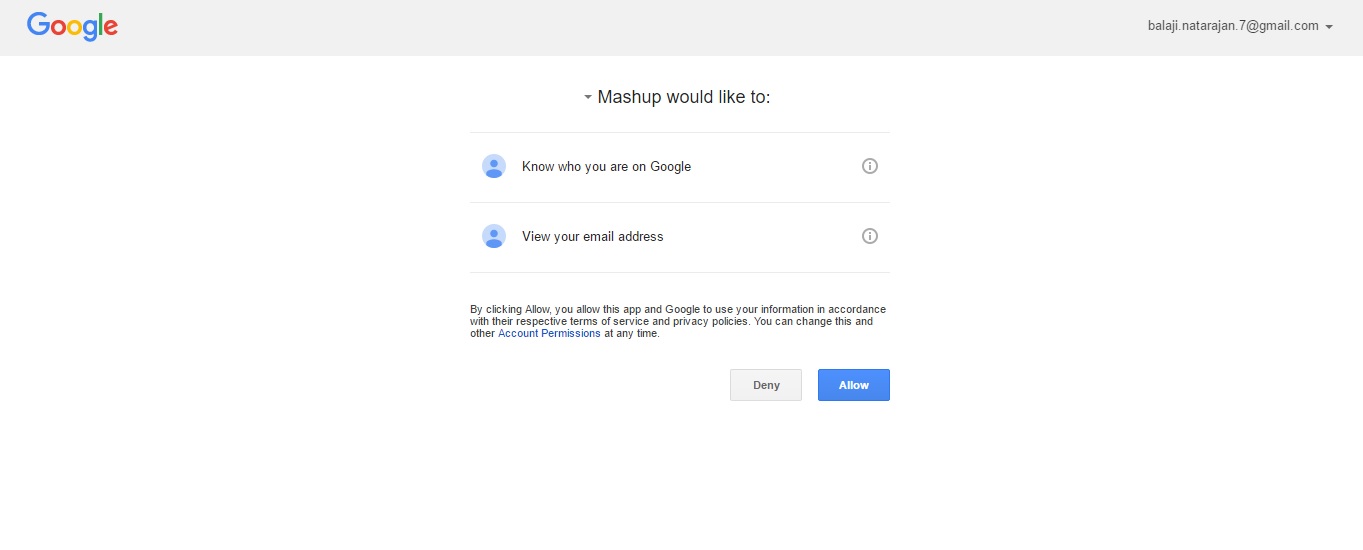 Google
balaji.natarajan.7@gmail.com
Mashup would like to:
Know who you are on Google
View your email address
By clicking Allow, you allow this app and Google to use your information in accordance
with their respective terms of service and privacy policies. You can change this and
other Account Permissions at any time.
Deny
Allow